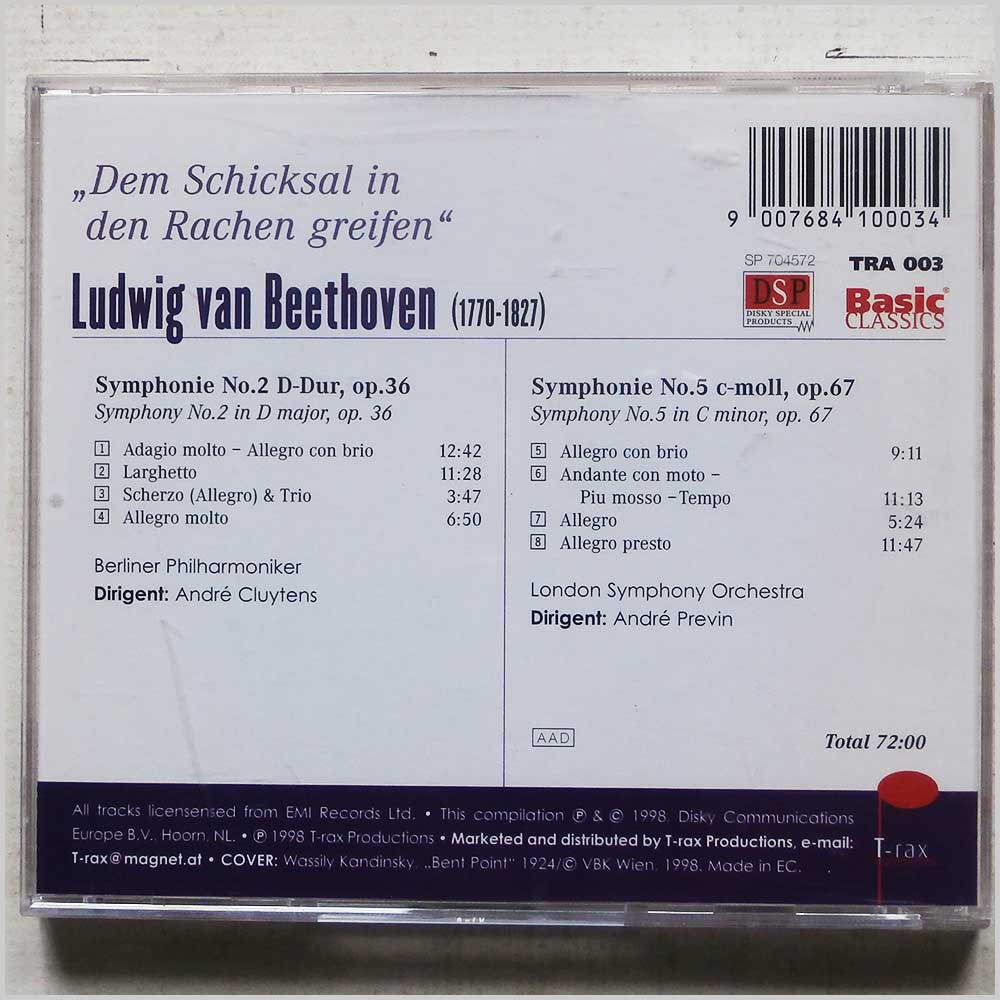 „Dem Schicksal in
den Rachen greifen“
Ludwig van Beethoven (1770-1827)
9 007684 100034
SP 704572
TRA 003
DSP
DISKY SPECIAL
PRODUCTS
Basic®
CLASSICS
Symphonie No.2 D-Dur, op.36
Symphony No.2 in D major, op. 36
1 Adagio molto – Allegro con brio 12:42
2 Larghetto 11:28
3 Scherzo (Allegro) & Trio 3:47
4 Allegro molto 6:50
Berliner Philharmoniker
Dirigent: André Cluytens
Symphonie No.5 c-moll, op.67
Symphony No.5 in C minor, op. 67
5 Allegro con brio 9:11
6 Andante con moto –
Piu mosso –Tempo 11:13
7 Allegro 5:24
8 Allegro presto 11:47
London Symphony Orchestra
Dirigent: André Previn
AAD
Total 72:00
All tracks licensensed from EMI Records Ltd. • This compilation ℗ & © 1998, Disky Communications
Europe B.V., Hoorn, NL. • ℗ 1998 T-rax Productions • Marketed and distributed by T-rax Productions, e-mail:
T-rax@magnet.at • COVER: Wassily Kandinsky, „Bent Point“ 1924/© VBK Wien, 1998, Made in EC.
T-rax